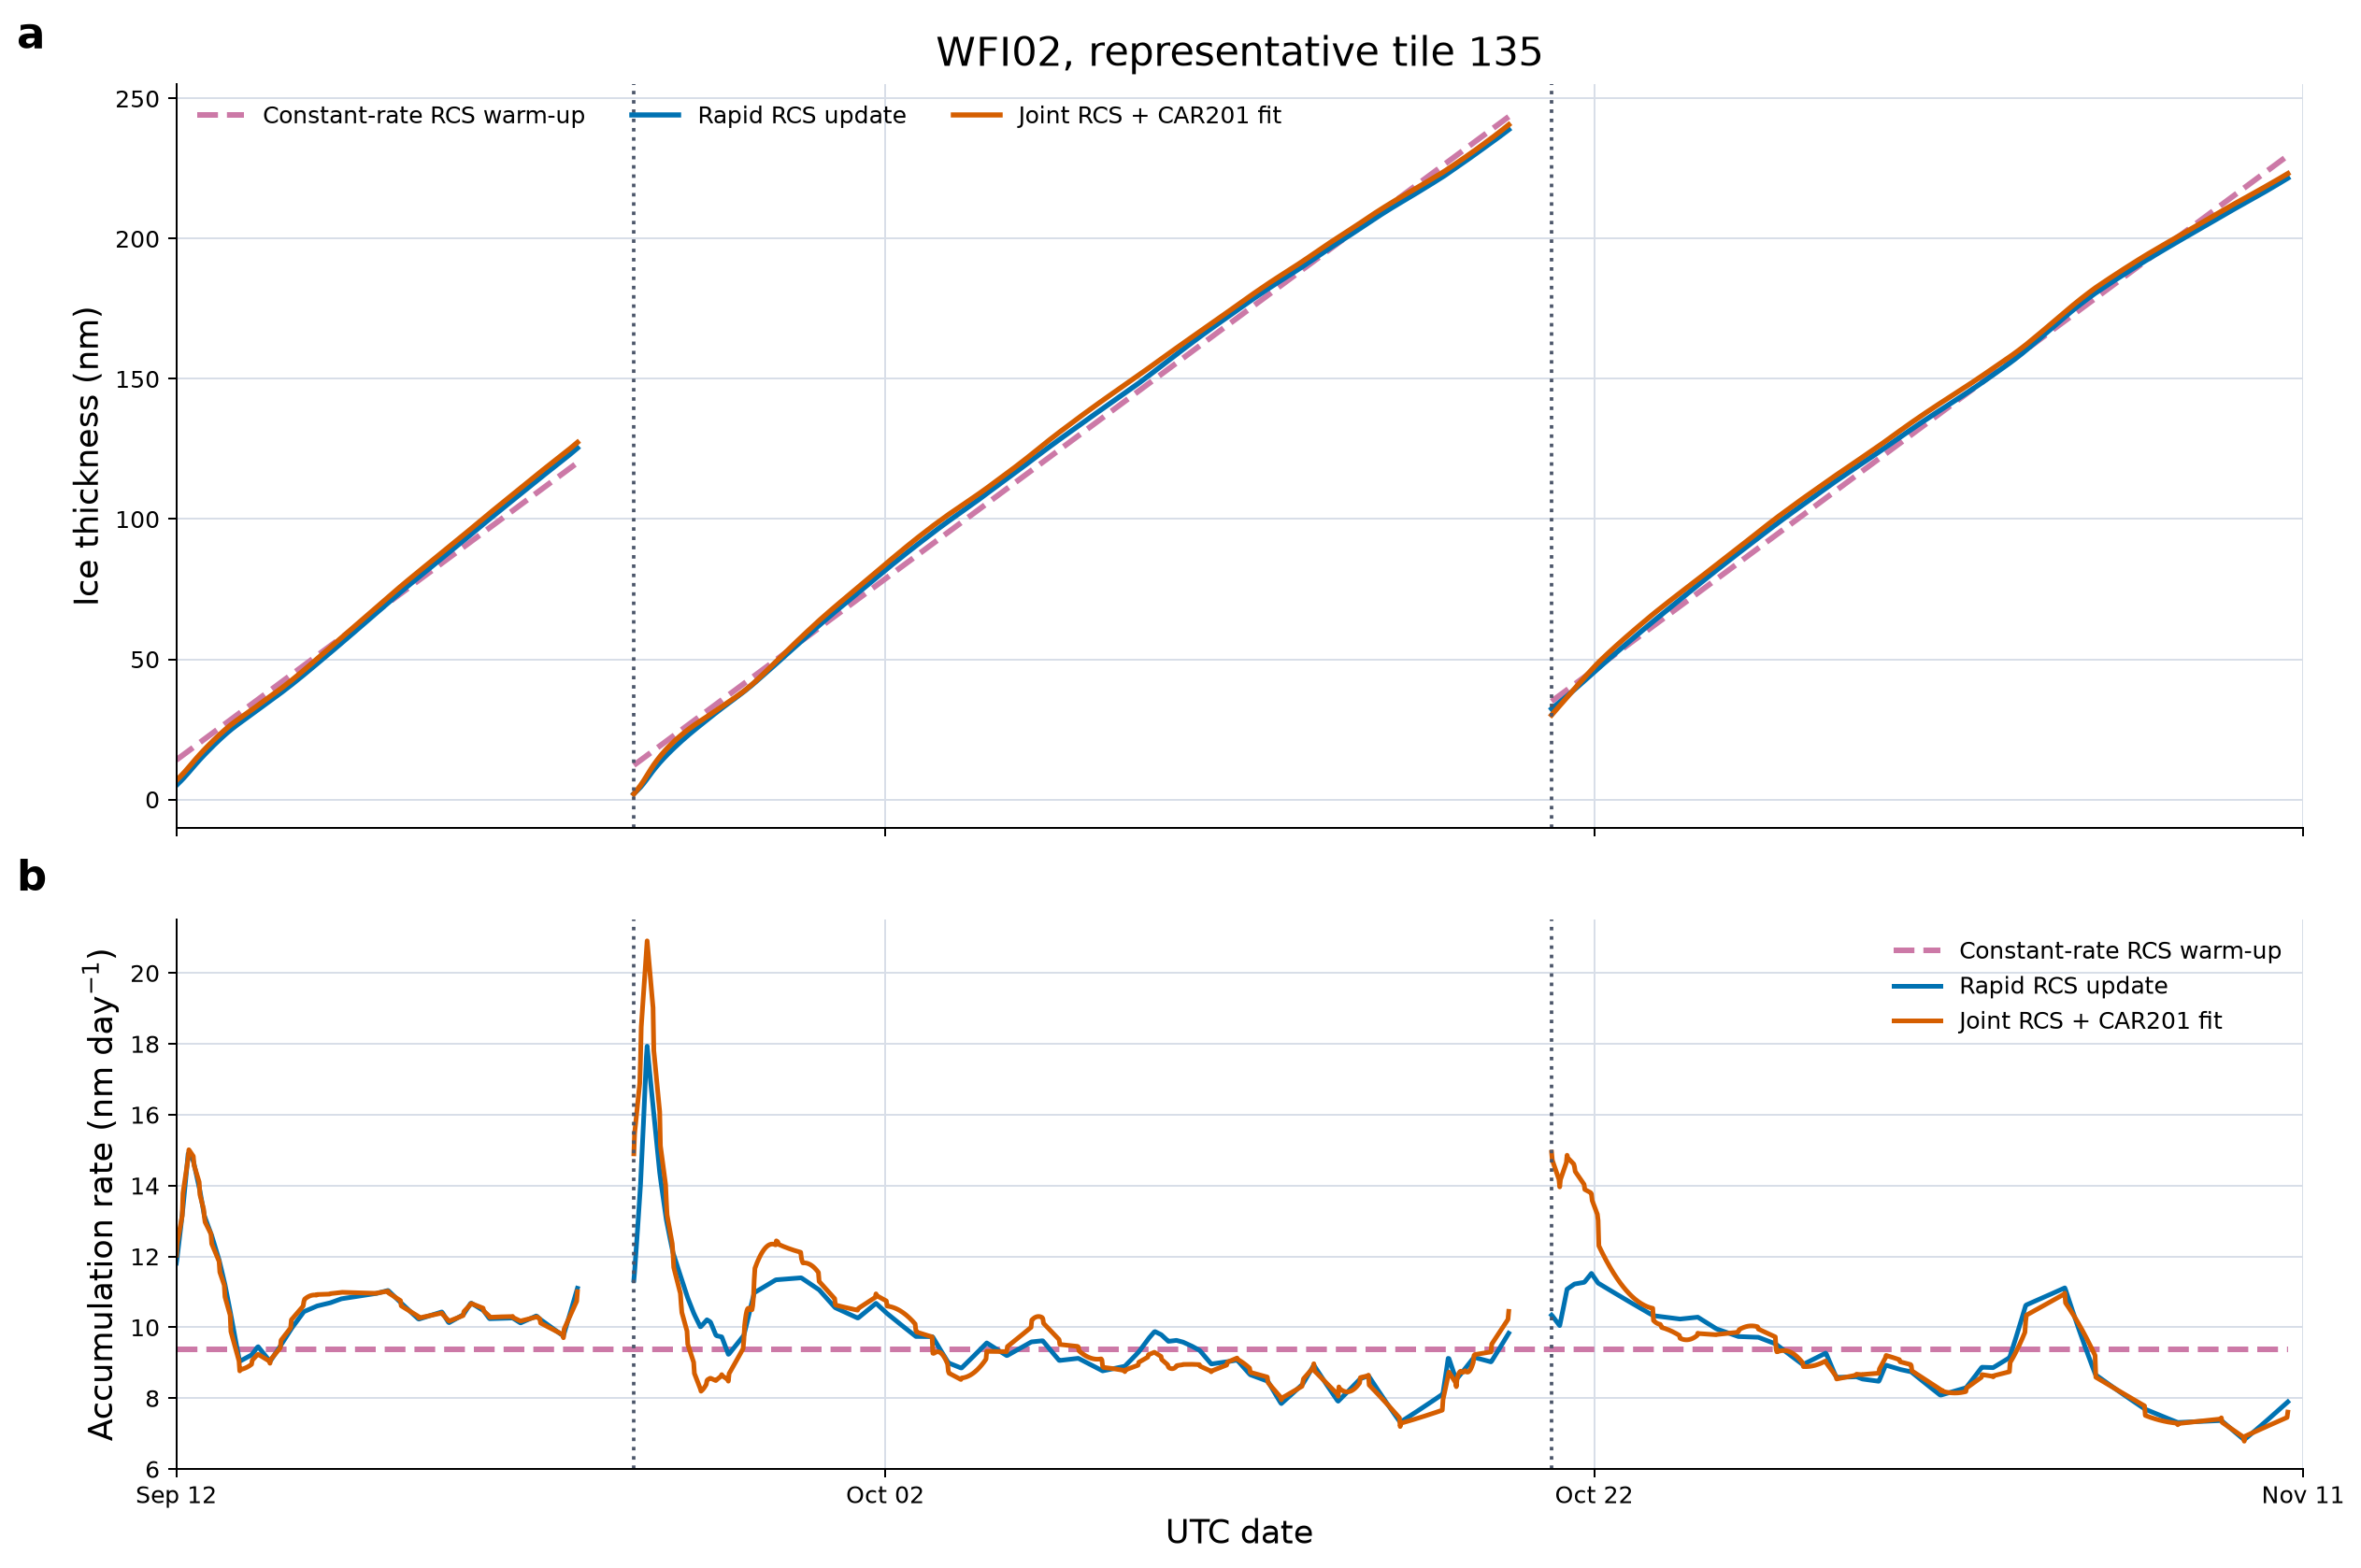 a
WFI02, representative tile 135
Constant-rate RCS warm-up
Rapid RCS update
Joint RCS + CAR201 fit
Ice thickness (nm)
250
200
150
100
50
0
b
Constant-rate RCS warm-up
Rapid RCS update
Joint RCS + CAR201 fit
Accumulation rate (nm day⁻¹)
20
18
16
14
12
10
8
6
Sep 12
Oct 02
Oct 22
Nov 11
UTC date